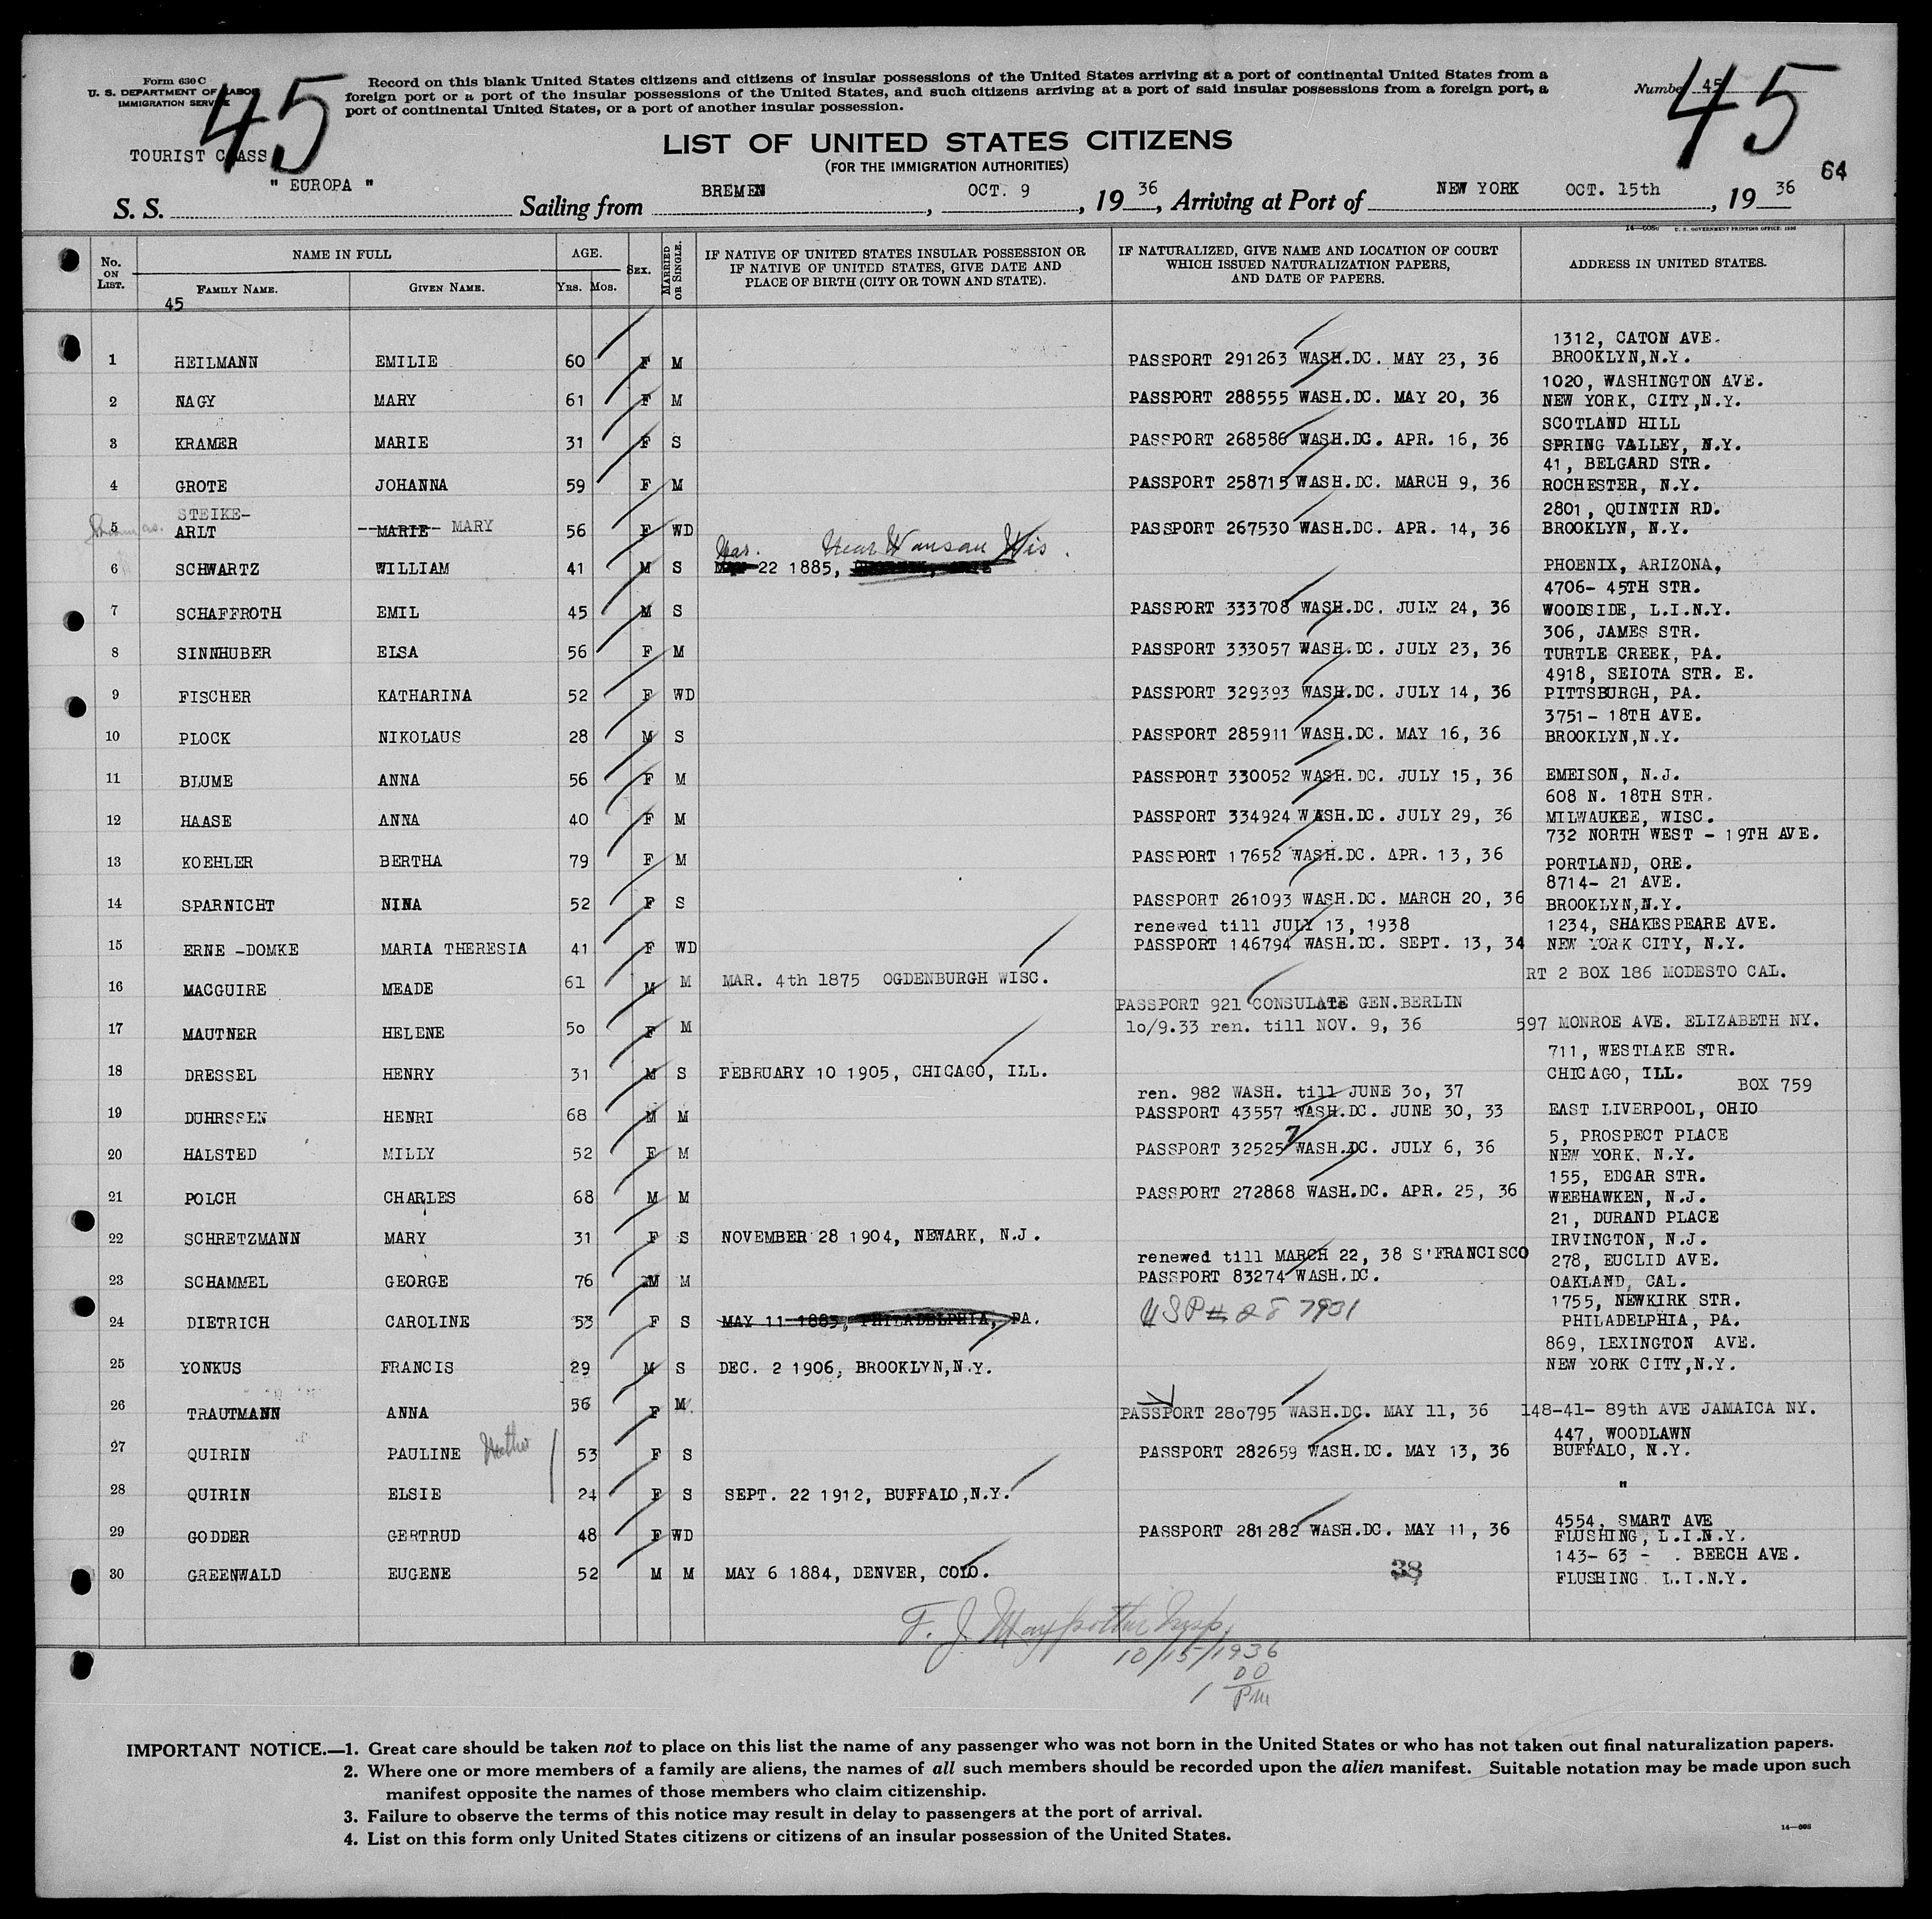 Form 630 C
U. S. DEPARTMENT OF LABOR
IMMIGRATION SERVICE
45
TOURIST CLASS
Record on this blank United States citizens and citizens of insular possessions of the United States arriving at a port of continental United States from a
foreign port or a port of the insular possessions of the United States, and such citizens arriving at a port of said insular possessions from a foreign port, a
port of continental United States, or a port of another insular possession.
Number 45
45
64
LIST OF UNITED STATES CITIZENS
(FOR THE IMMIGRATION AUTHORITIES)
S. S. " EUROPA " Sailing from BREMEN, OCT. 9, 1936, Arriving at Port of NEW YORK OCT. 15th, 1936
14—608c U. S. GOVERNMENT PRINTING OFFICE: 1930
No. ON LIST. NAME IN FULL FAMILY NAME. GIVEN NAME. AGE. YRS. MOS. SEX. MARRIED OR SINGLE. IF NATIVE OF UNITED STATES INSULAR POSSESSION OR IF NATIVE OF UNITED STATES, GIVE DATE AND PLACE OF BIRTH (CITY OR TOWN AND STATE). IF NATURALIZED, GIVE NAME AND LOCATION OF COURT WHICH ISSUED NATURALIZATION PAPERS, AND DATE OF PAPERS. ADDRESS IN UNITED STATES.
45
1312, CATON AVE.
1 HEILMANN EMILIE 60 F M PASSPORT 291263 WASH.DC. MAY 23, 36 BROOKLYN,N.Y.
1020, WASHINGTON AVE.
2 NAGY MARY 61 F M PASSPORT 288555 WASH.DC. MAY 20, 36 NEW YORK, CITY,N.Y.
SCOTLAND HILL
3 KRAMER MARIE 31 F S PASSPORT 268586 WASH.DC. APR. 16, 36 SPRING VALLEY, N.Y.
41, BELGARD STR.
4 GROTE JOHANNA 59 F M PASSPORT 258715 WASH.DC. MARCH 9, 36 ROCHESTER, N.Y.
STEIKE- 2801, QUINTIN RD.
5 ARLT MARIE MARY 56 F WD PASSPORT 267530 WASH.DC. APR. 14, 36 BROOKLYN, N.Y.
Mar. Near Wausau Wis.
6 SCHWARTZ WILLIAM 41 M S 22 1885, PHOENIX, ARIZONA,
4706- 45TH STR.
7 SCHAFFROTH EMIL 45 M S PASSPORT 333708 WASH.DC. JULY 24, 36 WOODSIDE, L.I.N.Y.
306, JAMES STR.
8 SINNHUBER ELSA 56 F M PASSPORT 333057 WASH.DC. JULY 23, 36 TURTLE CREEK, PA.
4918, SEIOTA STR. E.
9 FISCHER KATHARINA 52 F WD PASSPORT 329393 WASH.DC. JULY 14, 36 PITTSBURGH, PA.
3751- 18TH AVE.
10 PLOCK NIKOLAUS 28 M S PASSPORT 285911 WASH.DC. MAY 16, 36 BROOKLYN,N.Y.
11 BLUME ANNA 56 F M PASSPORT 330052 WASH.DC. JULY 15, 36 EMEISON, N.J.
608 N. 18TH STR.
12 HAASE ANNA 40 F M PASSPORT 334924 WASH.DC. JULY 29, 36 MILWAUKEE, WISC.
732 NORTH WEST - 19TH AVE.
13 KOEHLER BERTHA 79 F M PASSPORT 17652 WASH.DC. APR. 13, 36 PORTLAND, ORE.
8714- 21 AVE.
14 SPARNICHT NINA 52 F S PASSPORT 261093 WASH.DC. MARCH 20, 36 BROOKLYN,N.Y.
renewed till JULY 13, 1938 1234, SHAKESPEARE AVE.
15 ERNE -DOMKE MARIA THERESIA 41 F WD PASSPORT 146794 WASH.DC. SEPT. 13, 34 NEW YORK CITY, N.Y.
16 MACGUIRE MEADE 61 M M MAR. 4th 1875 OGDENBURGH WISC. RT 2 BOX 186 MODESTO CAL.
PASSPORT 921 CONSULATE GEN.BERLIN
17 MAUTNER HELENE 50 F M 1o/9.33 ren. till NOV. 9, 36 597 MONROE AVE. ELIZABETH NY.
711, WESTLAKE STR.
18 DRESSEL HENRY 31 M S FEBRUARY 10 1905, CHICAGO, ILL. CHICAGO, ILL.
ren. 982 WASH. till JUNE 3o, 37 BOX 759
19 DUHRSSEN HENRI 68 M M PASSPORT 43557 WASH.DC. JUNE 30, 33 EAST LIVERPOOL, OHIO
5, PROSPECT PLACE
20 HALSTED MILLY 52 F M PASSPORT 325257 WASH.DC. JULY 6, 36 NEW YORK, N.Y.
155, EDGAR STR.
21 POLCH CHARLES 68 M M PASSPORT 272868 WASH.DC. APR. 25, 36 WEEHAWKEN, N.J.
21, DURAND PLACE
22 SCHRETZMANN MARY 31 F S NOVEMBER 28 1904, NEWARK, N.J. IRVINGTON, N.J.
renewed till MARCH 22, 38 S'FRANCISCO 278, EUCLID AVE.
23 SCHAMMEL GEORGE 76 M M PASSPORT 83274 WASH.DC. OAKLAND, CAL.
1755, NEWKIRK STR.
24 DIETRICH CAROLINE 53 F S MAY 11 1883, PHILADELPHIA, PA. USP# 287931 PHILADELPHIA, PA.
869, LEXINGTON AVE.
25 YONKUS FRANCIS 29 M S DEC. 2 1906, BROOKLYN,N.Y. NEW YORK CITY,N.Y.
26 TRAUTMANN ANNA 56 F M PASSPORT 28o795 WASH.DC. MAY 11, 36 148-41- 89th AVE JAMAICA NY.
447, WOODLAWN
27 QUIRIN PAULINE Mother 53 F S PASSPORT 282659 WASH.DC. MAY 13, 36 BUFFALO, N.Y.
28 QUIRIN ELSIE 24 F S SEPT. 22 1912, BUFFALO,N.Y. "
4554, SMART AVE
29 GODDER GERTRUD 48 F WD PASSPORT 281282 WASH.DC. MAY 11, 36 FLUSHING, L.I.N.Y.
143- 63 - . BEECH AVE.
30 GREENWALD EUGENE 52 M M MAY 6 1884, DENVER, COLO. 38 FLUSHING L.I.N.Y.
F. J. Insp.
10/15/1936
1 00 PM
IMPORTANT NOTICE.—1. Great care should be taken not to place on this list the name of any passenger who was not born in the United States or who has not taken out final naturalization papers.
2. Where one or more members of a family are aliens, the names of all such members should be recorded upon the alien manifest. Suitable notation may be made upon such
manifest opposite the names of those members who claim citizenship.
3. Failure to observe the terms of this notice may result in delay to passengers at the port of arrival.
4. List on this form only United States citizens or citizens of an insular possession of the United States.
14—608